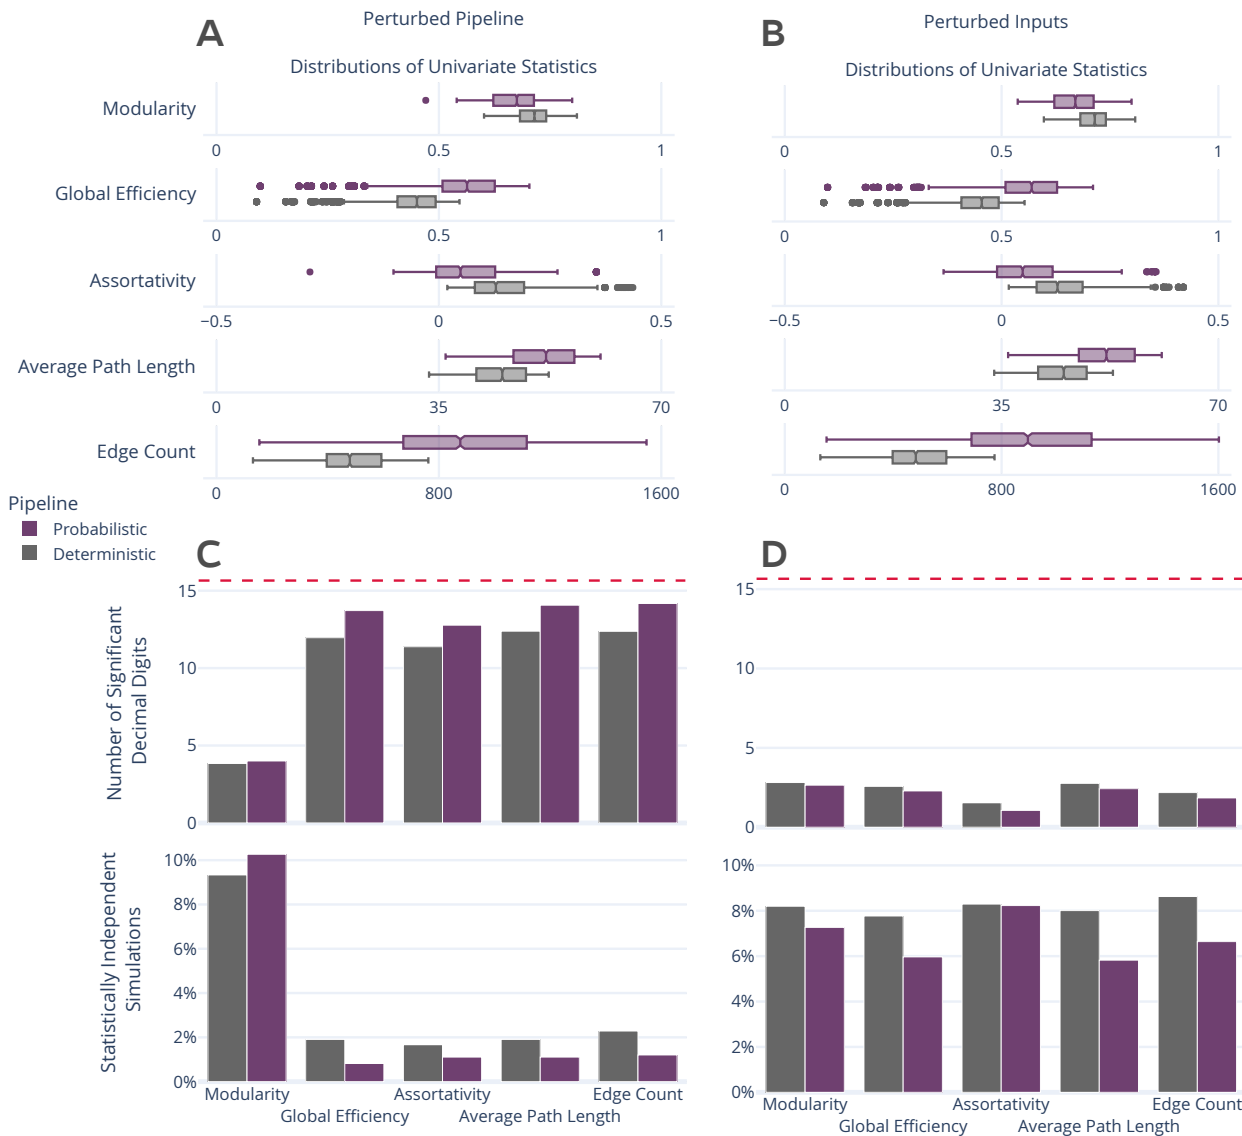 A
Perturbed Pipeline
Distributions of Univariate Statistics
Modularity
0 0.5 1
Global Efficiency
0 0.5 1
Assortativity
−0.5 0 0.5
Average Path Length
0 35 70
Edge Count
0 800 1600
B
Perturbed Inputs
Distributions of Univariate Statistics
0 0.5 1
0 0.5 1
−0.5 0 0.5
0 35 70
0 800 1600
Pipeline
Probabilistic
Deterministic
C
Number of Significant
Decimal Digits
15
10
5
0
Statistically Independent
Simulations
10%
8%
6%
4%
2%
0%
Modularity
Global Efficiency
Assortativity
Average Path Length
Edge Count
D
15
10
5
0
10%
8%
6%
4%
2%
0%
Modularity
Global Efficiency
Assortativity
Average Path Length
Edge Count